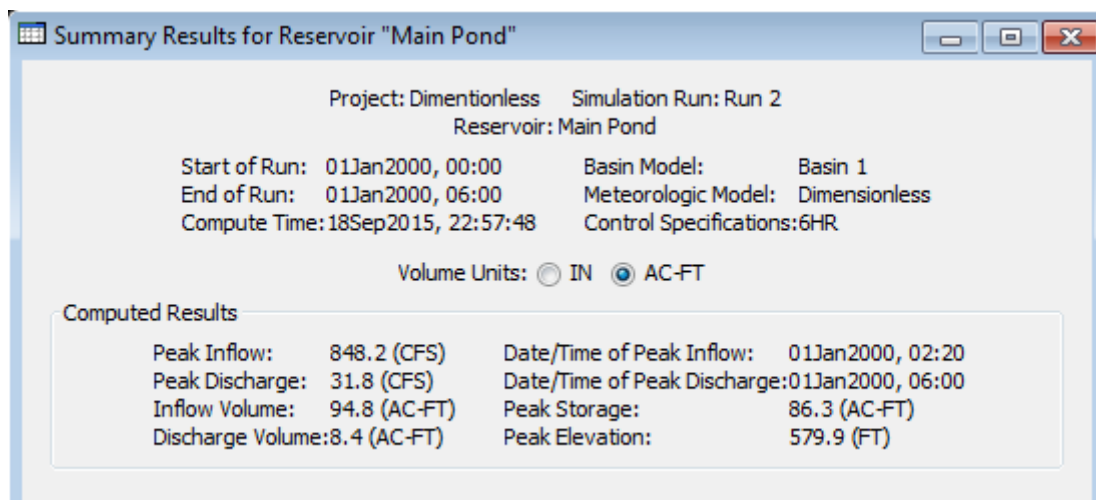 Summary Results for Reservoir "Main Pond"
Project: Dimentionless Simulation Run: Run 2
Reservoir: Main Pond
Start of Run: 01Jan2000, 00:00 Basin Model: Basin 1
End of Run: 01Jan2000, 06:00 Meteorologic Model: Dimensionless
Compute Time: 18Sep2015, 22:57:48 Control Specifications: 6HR
Volume Units: IN AC-FT
Computed Results
Peak Inflow: 848.2 (CFS) Date/Time of Peak Inflow: 01Jan2000, 02:20
Peak Discharge: 31.8 (CFS) Date/Time of Peak Discharge: 01Jan2000, 06:00
Inflow Volume: 94.8 (AC-FT) Peak Storage: 86.3 (AC-FT)
Discharge Volume: 8.4 (AC-FT) Peak Elevation: 579.9 (FT)